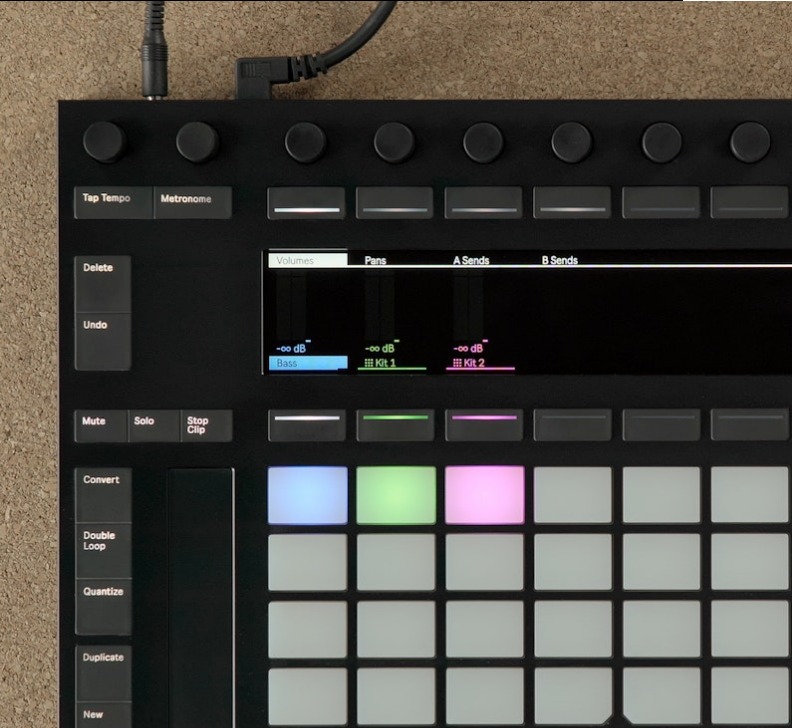 Tap Tempo Metronome
Volumes Pans A Sends B Sends
Delete
Undo
-∞ dB -∞ dB -∞ dB
Bass Kit 1 Kit 2
Mute Solo Stop
Clip
Convert
Double
Loop
Quantize
Duplicate
New